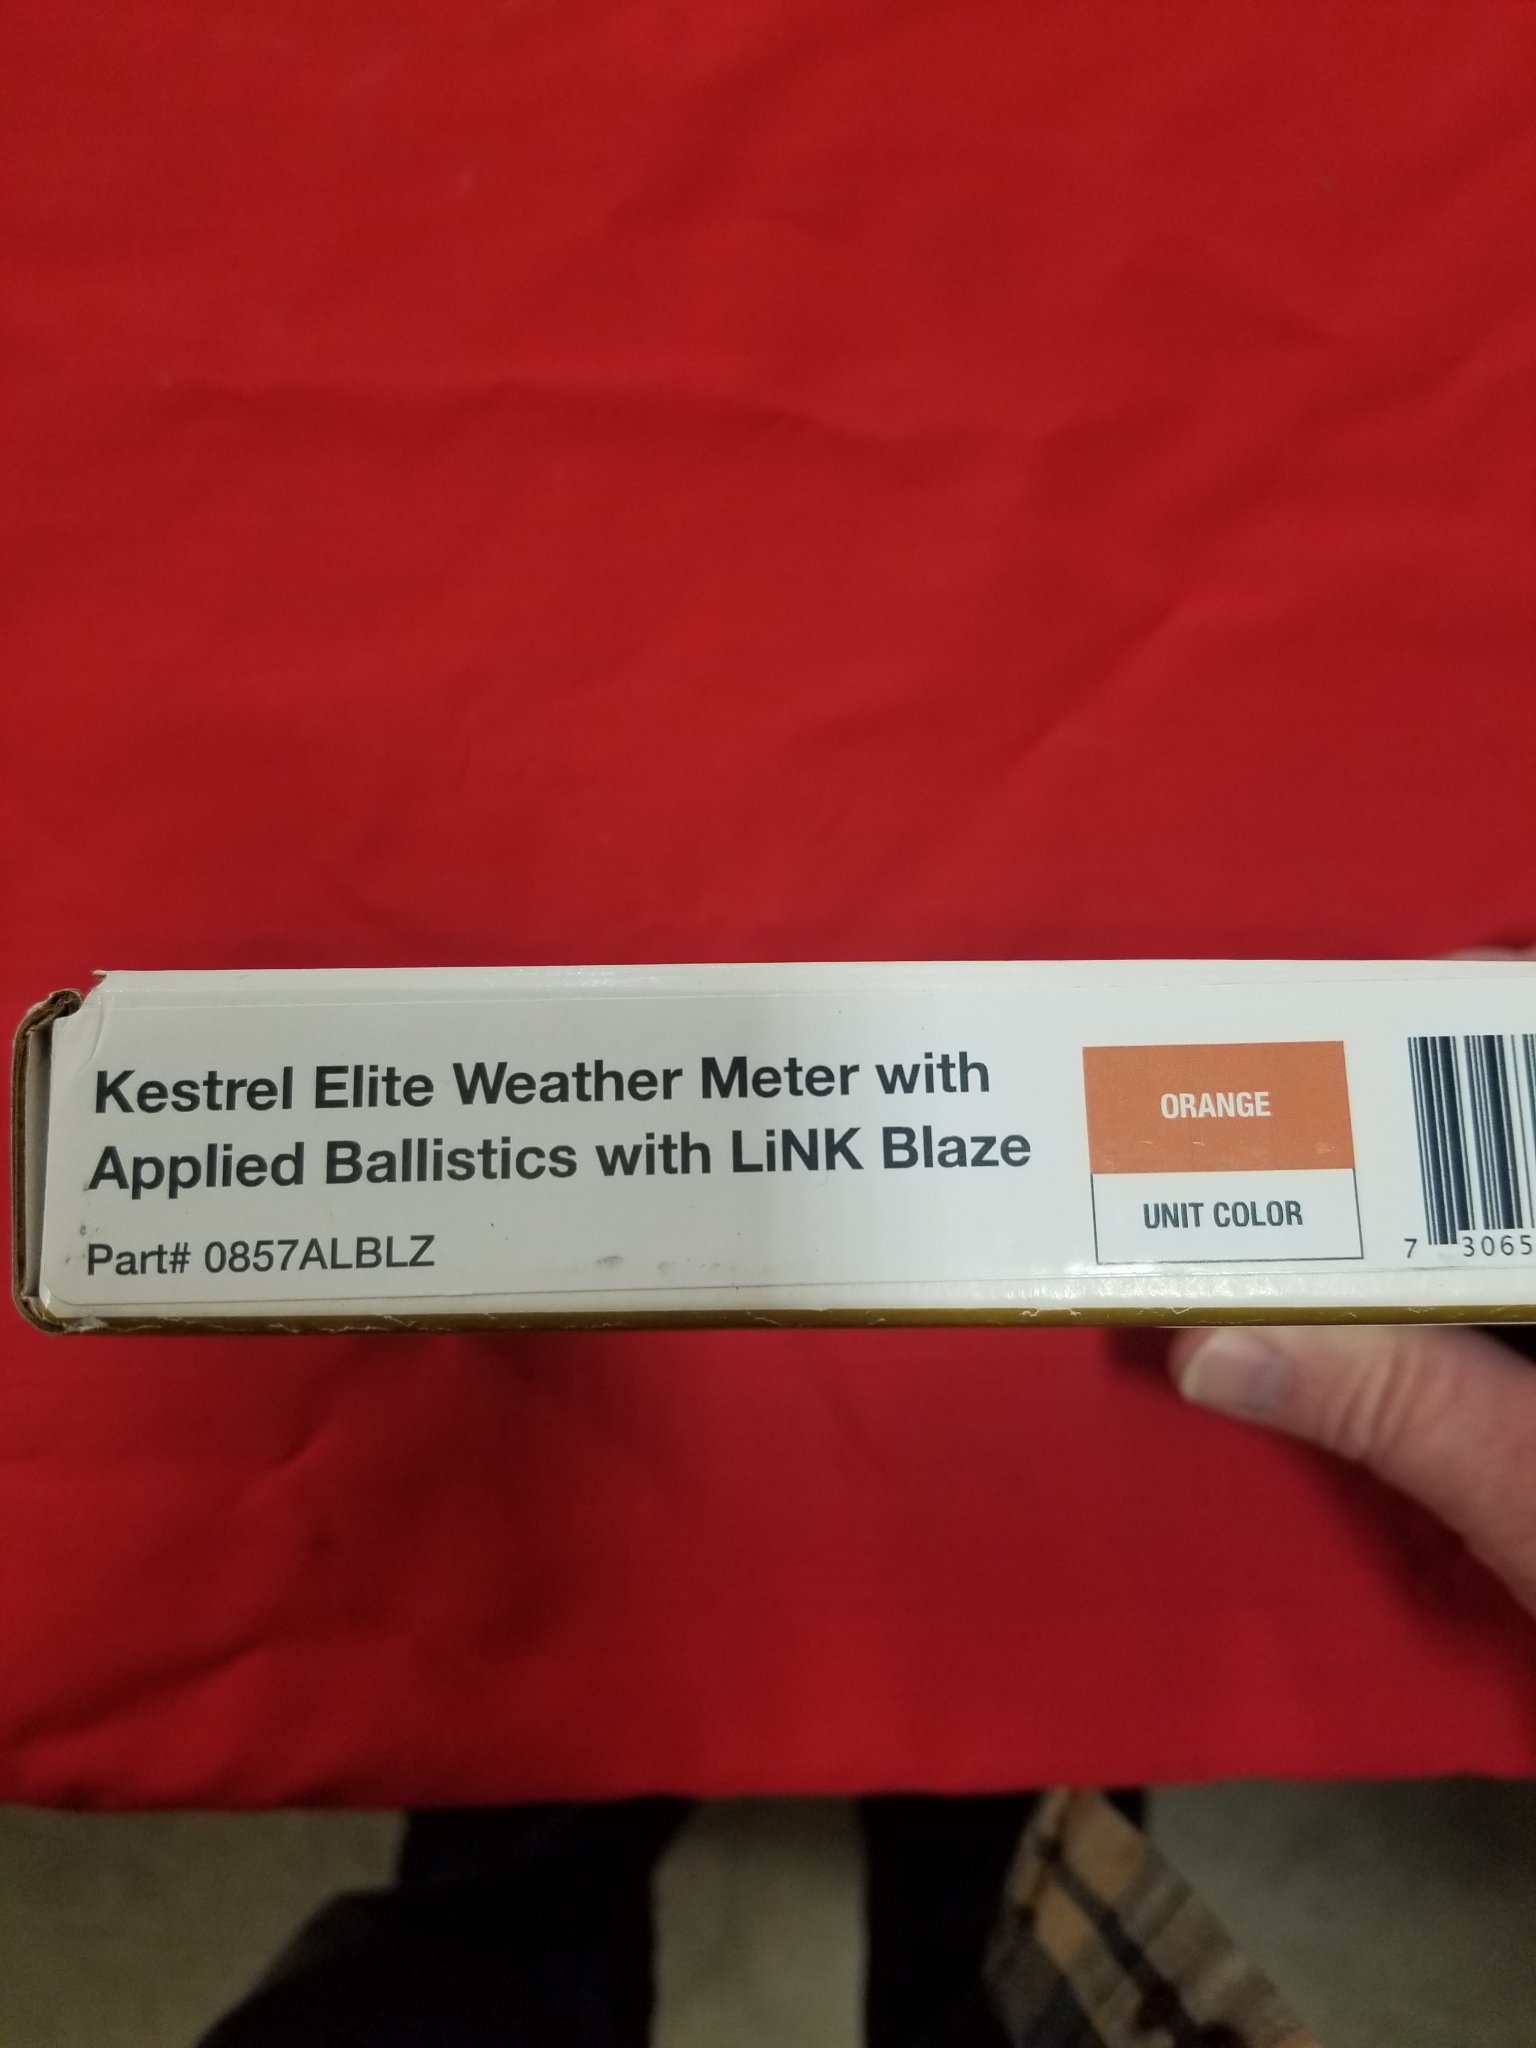 Kestrel Elite Weather Meter with
Applied Ballistics with LiNK Blaze
Part# 0857ALBLZ
ORANGE
UNIT COLOR
7 3065